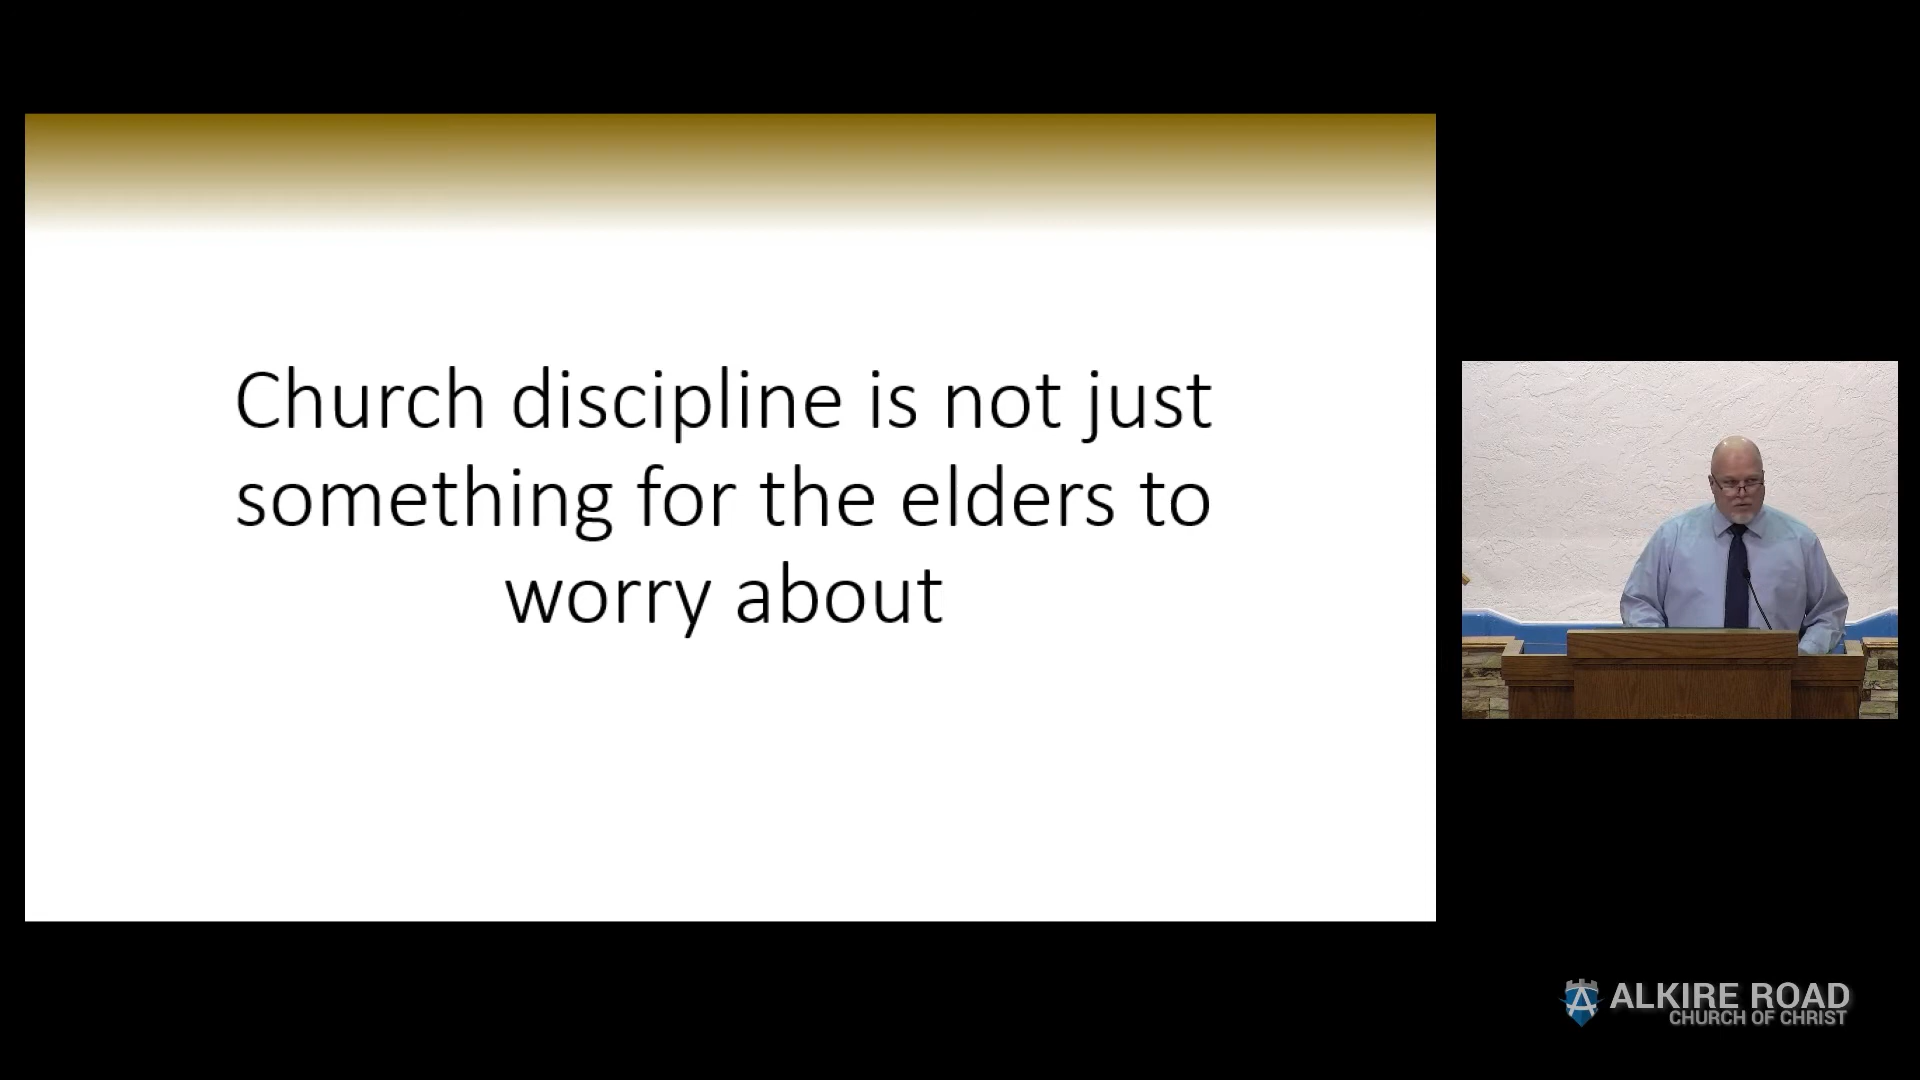 Church discipline is not just
something for the elders to
worry about
ALKIRE ROAD
CHURCH OF CHRIST